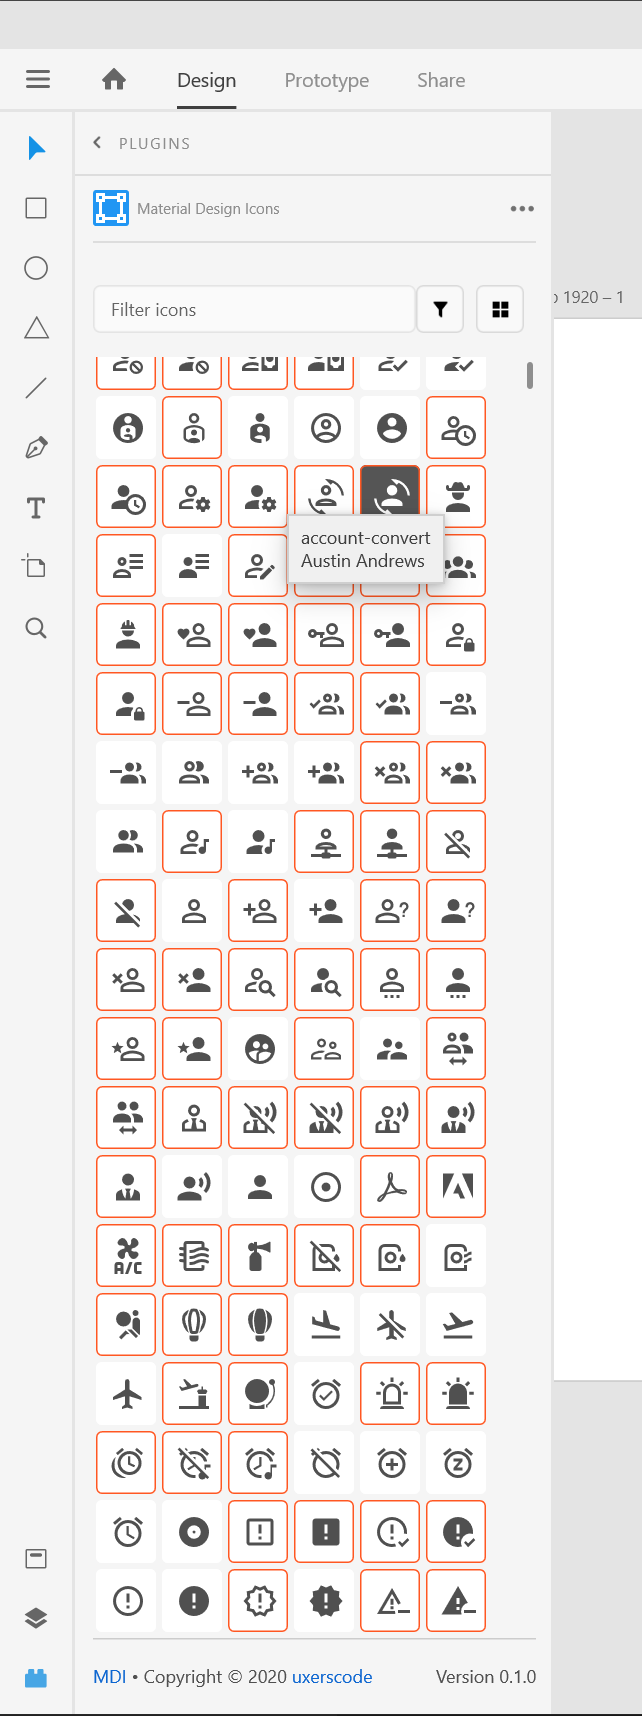 Design Prototype Share
PLUGINS
Material Design Icons
Filter icons
1920 – 1
account-convert
Austin Andrews
A/C
MDI • Copyright © 2020 uxerscode Version 0.1.0